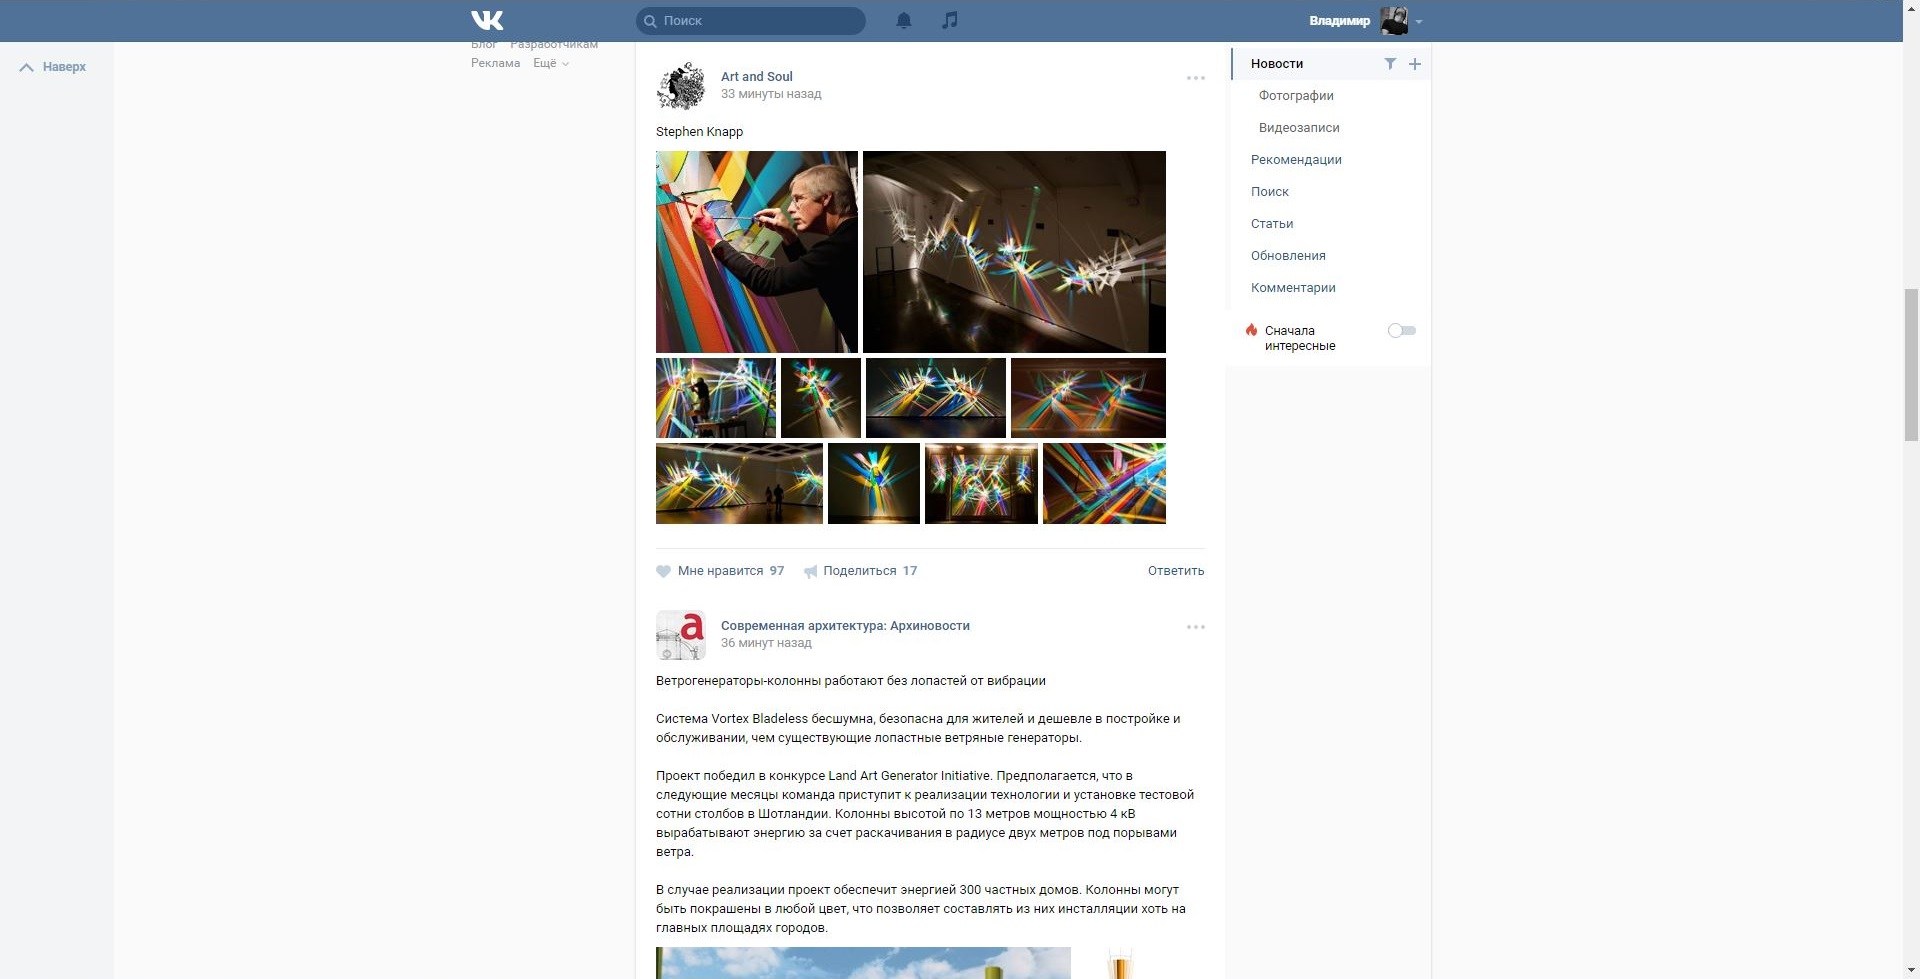 Поиск
Владимир
Наверх
Блог Разработчикам
Реклама Ещё
Art and Soul
33 минуты назад
Stephen Knapp
Мне нравится 97 Поделиться 17 Ответить
a
Современная архитектура: Архиновости
36 минут назад
Ветрогенераторы-колонны работают без лопастей от вибрации
Система Vortex Bladeless бесшумна, безопасна для жителей и дешевле в постройке и
обслуживании, чем существующие лопастные ветряные генераторы.
Проект победил в конкурсе Land Art Generator Initiative. Предполагается, что в
следующие месяцы команда приступит к реализации технологии и установке тестовой
сотни столбов в Шотландии. Колонны высотой по 13 метров мощностью 4 кВ
вырабатывают энергию за счет раскачивания в радиусе двух метров под порывами
ветра.
В случае реализации проект обеспечит энергией 300 частных домов. Колонны могут
быть покрашены в любой цвет, что позволяет составлять из них инсталляции хоть на
главных площадях городов.
Новости
Фотографии
Видеозаписи
Рекомендации
Поиск
Статьи
Обновления
Комментарии
Сначала
интересные